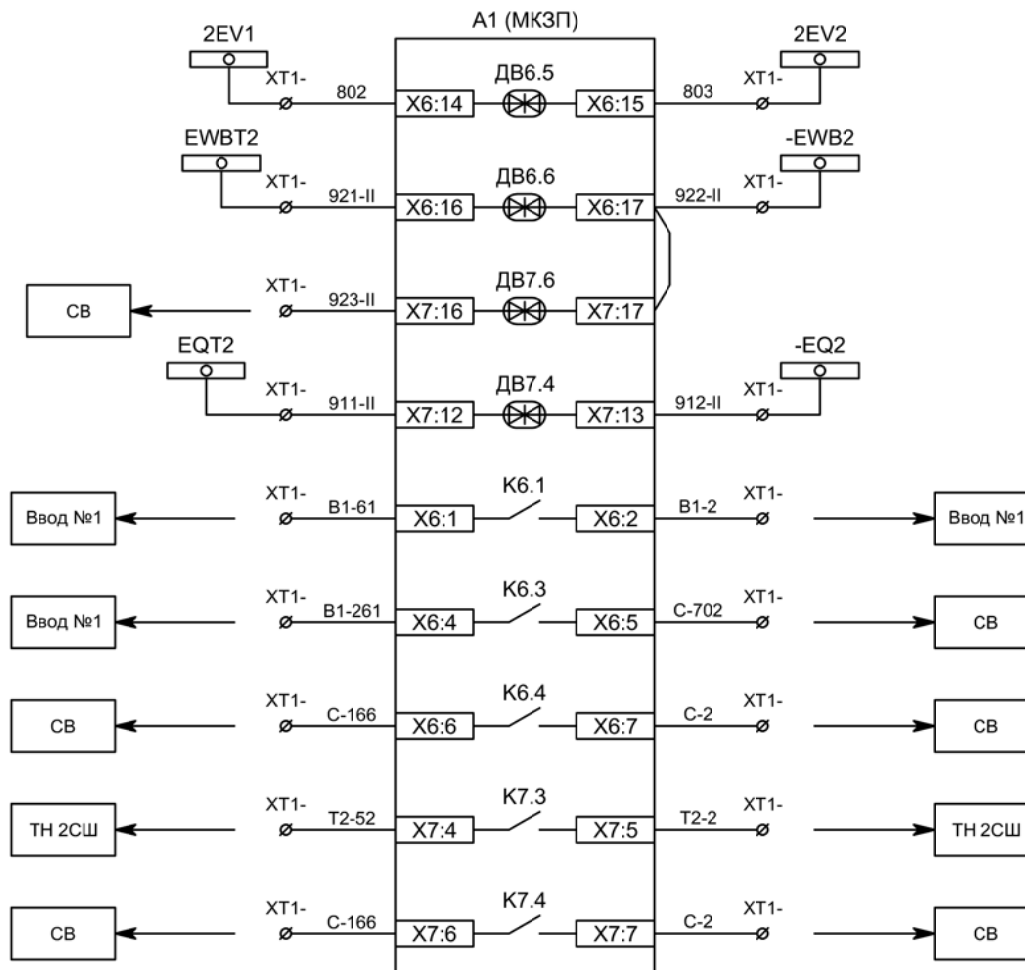 А1 (МКЗП)
2EV1
2EV2
XT1-
802
X6:14
ДВ6.5
X6:15
803
XT1-
EWBT2
-EWB2
XT1-
921-II
X6:16
ДВ6.6
X6:17
922-II
XT1-
СВ
XT1-
923-II
X7:16
ДВ7.6
X7:17
EQT2
-EQ2
XT1-
911-II
X7:12
ДВ7.4
X7:13
912-II
XT1-
Ввод №1
XT1-
В1-61
X6:1
К6.1
X6:2
В1-2
XT1-
Ввод №1
Ввод №1
XT1-
В1-261
X6:4
К6.3
X6:5
С-702
XT1-
СВ
СВ
XT1-
С-166
X6:6
К6.4
X6:7
С-2
XT1-
СВ
ТН 2СШ
XT1-
Т2-52
X7:4
К7.3
X7:5
Т2-2
XT1-
ТН 2СШ
СВ
XT1-
С-166
X7:6
К7.4
X7:7
С-2
XT1-
СВ